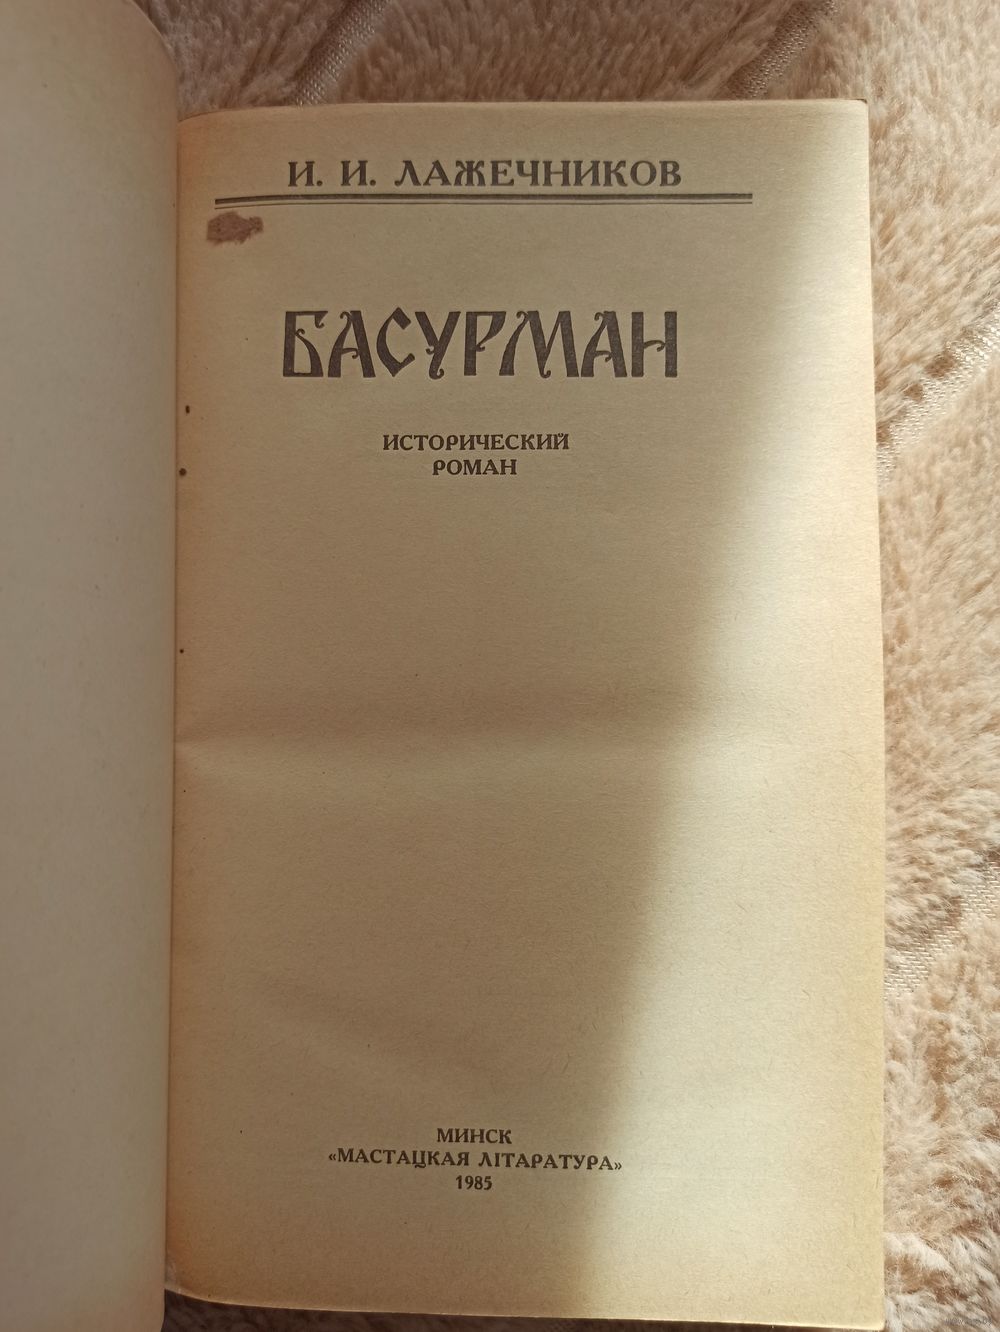 И. И. ЛАЖЕЧНИКОВ
БАСУРМАН
ИСТОРИЧЕСКИЙ
РОМАН
МИНСК
«МАСТАЦКАЯ ЛІТАРАТУРА»
1985